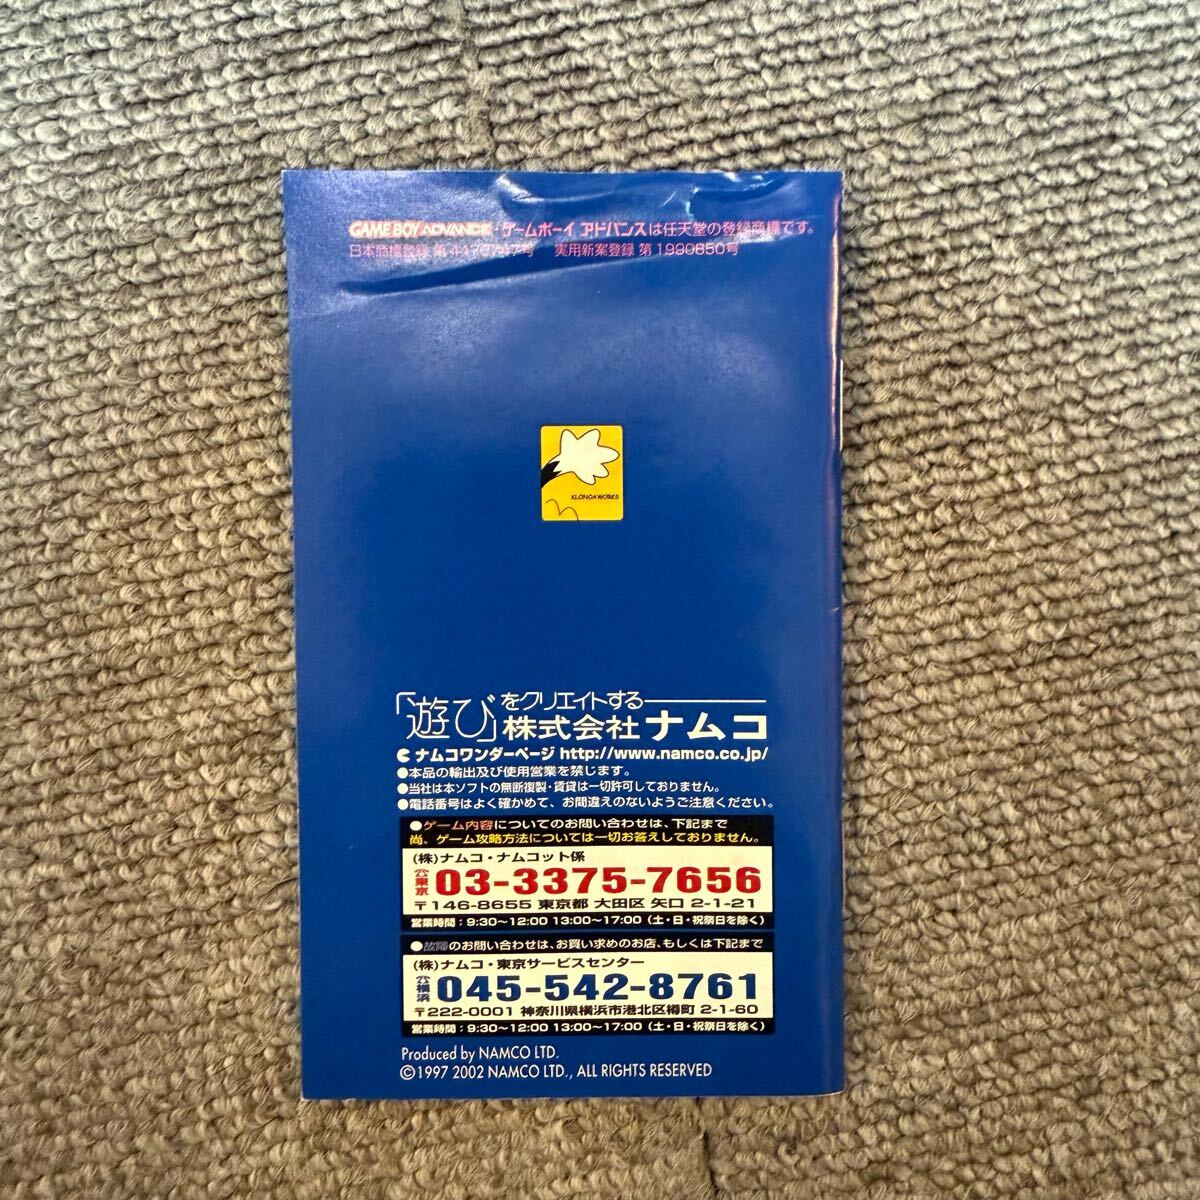 GAME BOY ADVANCE・ゲームボーイ アドバンスは任天堂の登録商標です。
日本商標登録 第4470787号 実用新案登録 第1990850号
KLONOA WORKS
「遊び」をクリエイトする
株式会社ナムコ
ナムコワンダーページ http://www.namco.co.jp/
●本品の輸出及び使用営業を禁じます。
●当社は本ソフトの無断複製・賃貸は一切許可しておりません。
●電話番号はよく確かめて、お間違えのないようご注意ください。
●ゲーム内容についてのお問い合わせは、下記まで
尚、ゲーム攻略方法については一切お答えしておりません。
(株)ナムコ・ナムコット係
東京 03-3375-7656
〒146-8655 東京都 大田区 矢口 2-1-21
営業時間：9:30〜12:00 13:00〜17:00（土・日・祝祭日を除く）
●故障のお問い合わせは、お買い求めのお店、もしくは下記まで
(株)ナムコ・東京サービスセンター
横浜 045-542-8761
〒222-0001 神奈川県横浜市港北区樽町 2-1-60
営業時間：9:30〜12:00 13:00〜17:00（土・日・祝祭日を除く）
Produced by NAMCO LTD.
©1997 2002 NAMCO LTD., ALL RIGHTS RESERVED